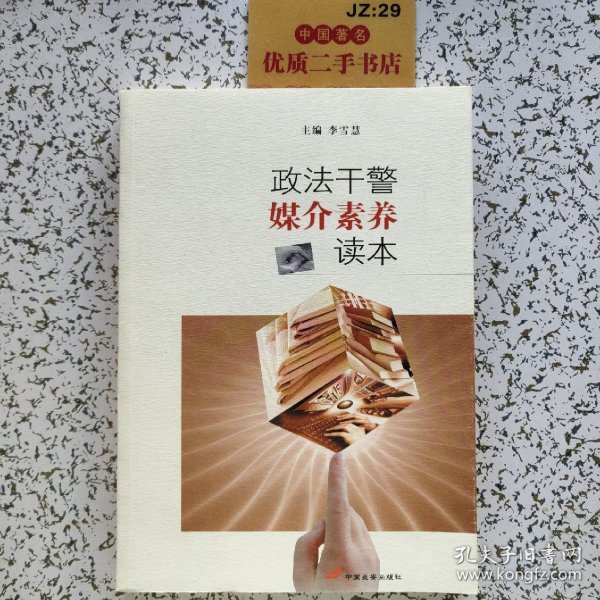 JZ:29
中国著名
优质二手书店
主编 李雪慧
政法干警
媒介素养
读本
中国长安出版社
孔夫子旧书网
www.kongfz.com